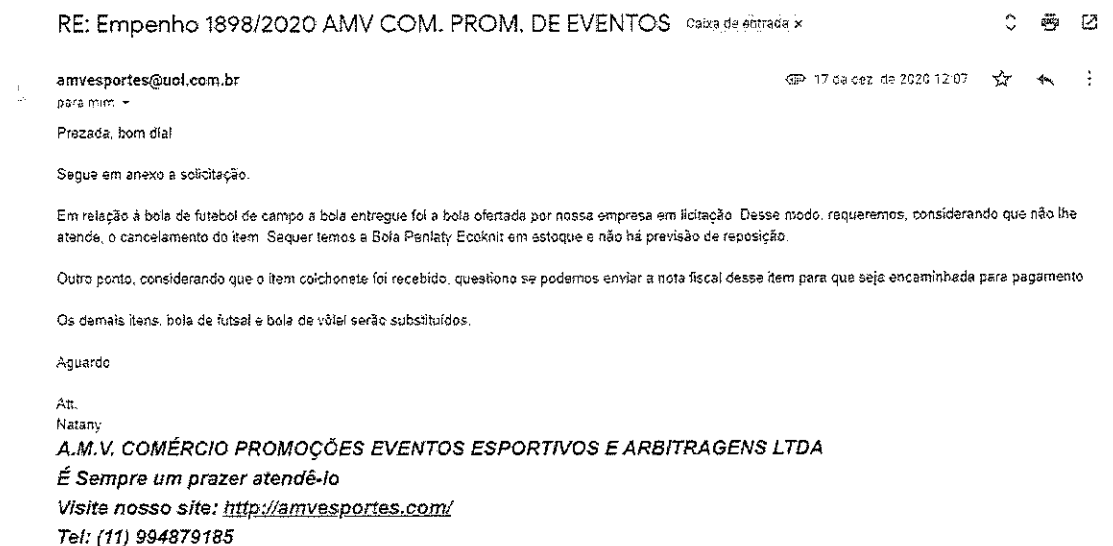 RE: Empenho 1898/2020 AMV COM. PROM. DE EVENTOS Caixa de entrada x
amvesportes@uol.com.br 17 de dez. de 2020 12:07
para mim
Prezada, bom dia!
Segue em anexo a solicitação.
Em relação à bola de futebol de campo a bola entregue foi a bola ofertada por nossa empresa em licitação. Desse modo, requeremos, considerando que não lhe
atende, o cancelamento do item. Sequer temos a Bola Penlaty Ecoknit em estoque e não há previsão de reposição.
Outro ponto, considerando que o item colchonete foi recebido, questiono se podemos enviar a nota fiscal desse item para que seja encaminhada para pagamento
Os demais itens, bola de futsal e bola de vôlei serão substituídos.
Aguardo
Att.
Natany
A.M.V. COMÉRCIO PROMOÇÕES EVENTOS ESPORTIVOS E ARBITRAGENS LTDA
É Sempre um prazer atendê-lo
Visite nosso site: http://amvesportes.com/
Tel: (11) 994879185